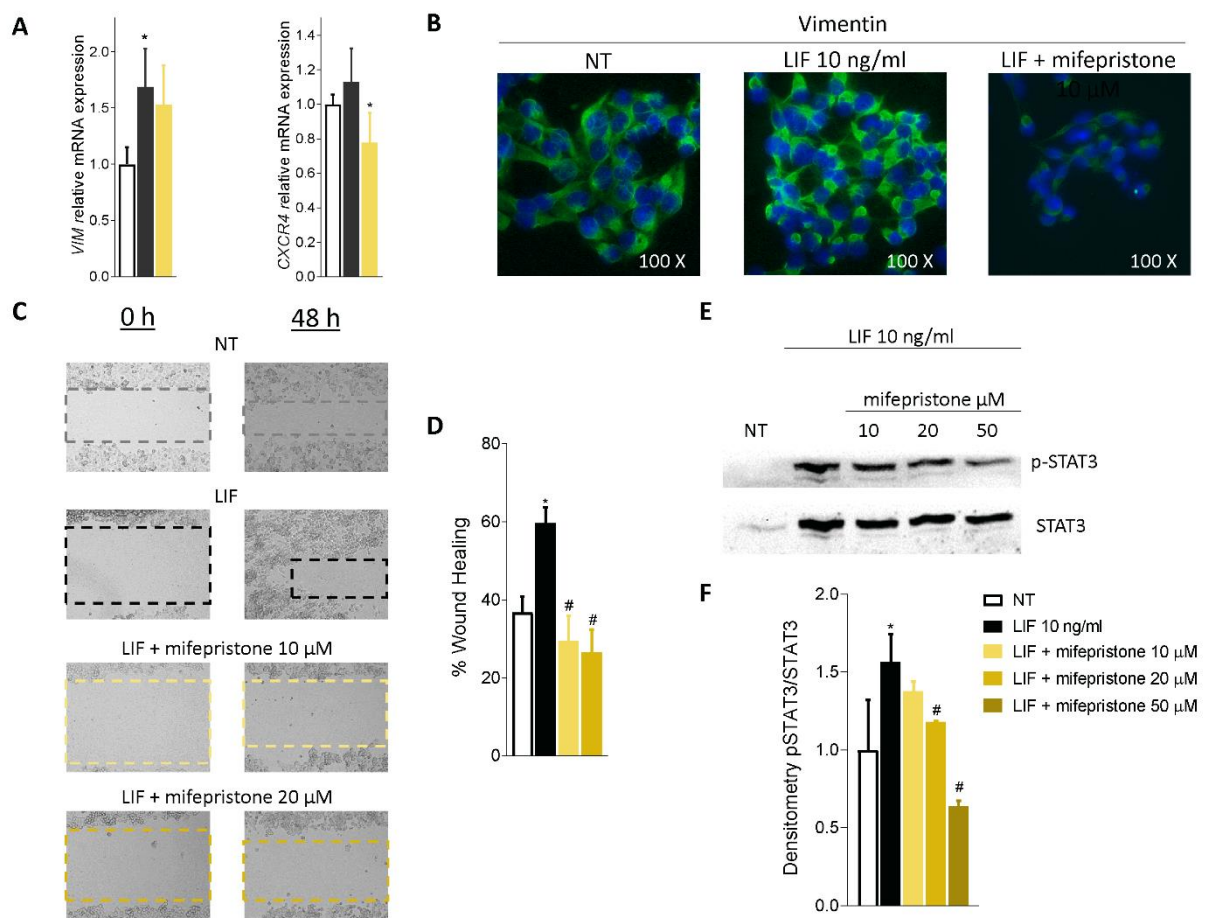 A
VIM relative mRNA expression
2.0
1.5
1.0
0.5
0.0
*
CXCR4 relative mRNA expression
1.4
1.2
1.0
0.8
0.6
0.4
0.2
0.0
*
B
Vimentin
NT
LIF 10 ng/ml
LIF + mifepristone
10 µM
100 X
100 X
100 X
C
0 h
48 h
NT
LIF
LIF + mifepristone 10 µM
LIF + mifepristone 20 µM
D
% Wound Healing
80
60
40
20
0
*
#
#
E
LIF 10 ng/ml
mifepristone µM
NT
10
20
50
p-STAT3
STAT3
F
Densitometry pSTAT3/STAT3
2.0
1.5
1.0
0.5
0.0
*
#
#
NT
LIF 10 ng/ml
LIF + mifepristone 10 µM
LIF + mifepristone 20 µM
LIF + mifepristone 50 µM